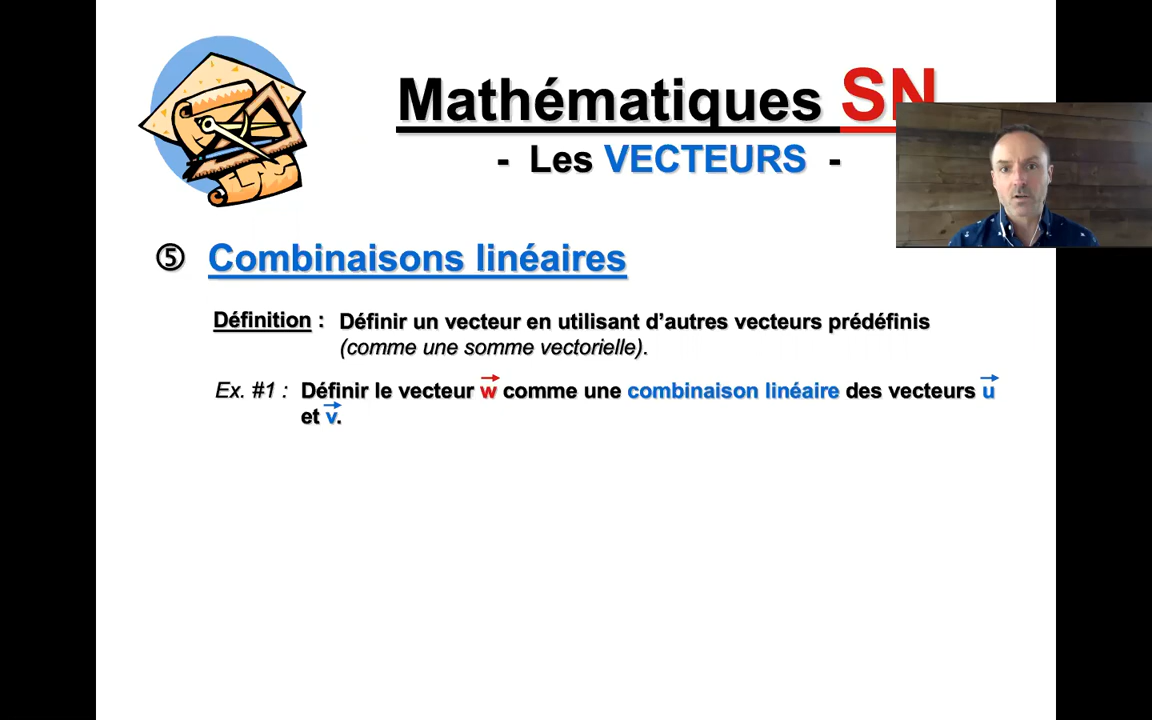 Mathématiques SN
- Les VECTEURS -
⑤ Combinaisons linéaires
Définition : Définir un vecteur en utilisant d’autres vecteurs prédéfinis
(comme une somme vectorielle).
Ex. #1 : Définir le vecteur w⃗ comme une combinaison linéaire des vecteurs u⃗
et v⃗.